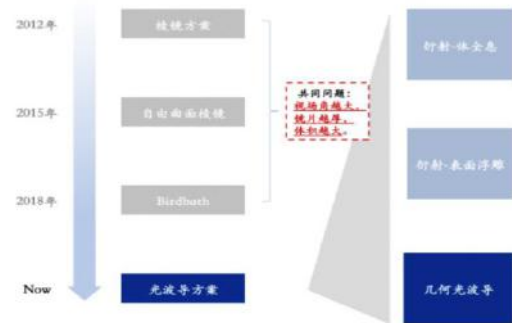 2012年
棱镜方案
衍射-体全息
共同问题：
视场角越大、
镜片越厚、
体积越大。
2015年
自由曲面棱镜
衍射-表面浮雕
2018年
Birdbath
Now
光波导方案
几何光波导